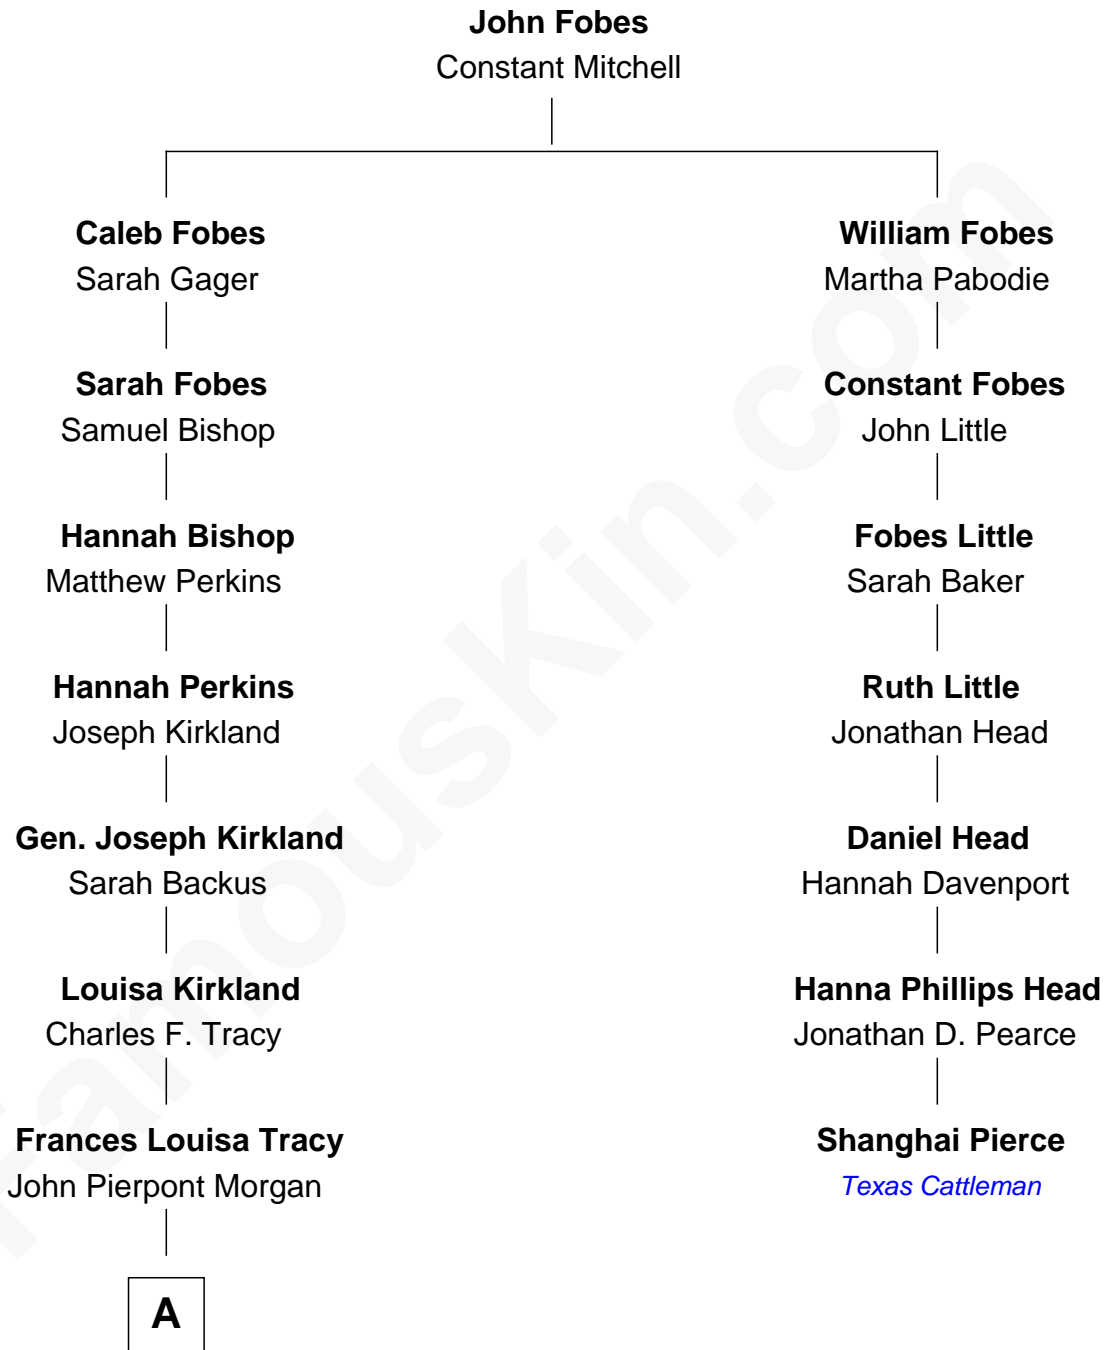 John Fobes
Constant Mitchell
Caleb Fobes
Sarah Gager
William Fobes
Martha Pabodie
Sarah Fobes
Samuel Bishop
Constant Fobes
John Little
Hannah Bishop
Matthew Perkins
Fobes Little
Sarah Baker
Hannah Perkins
Joseph Kirkland
Ruth Little
Jonathan Head
Gen. Joseph Kirkland
Sarah Backus
Daniel Head
Hannah Davenport
Louisa Kirkland
Charles F. Tracy
Hanna Phillips Head
Jonathan D. Pearce
Frances Louisa Tracy
John Pierpont Morgan
Shanghai Pierce
Texas Cattleman
A
FamousKin.com